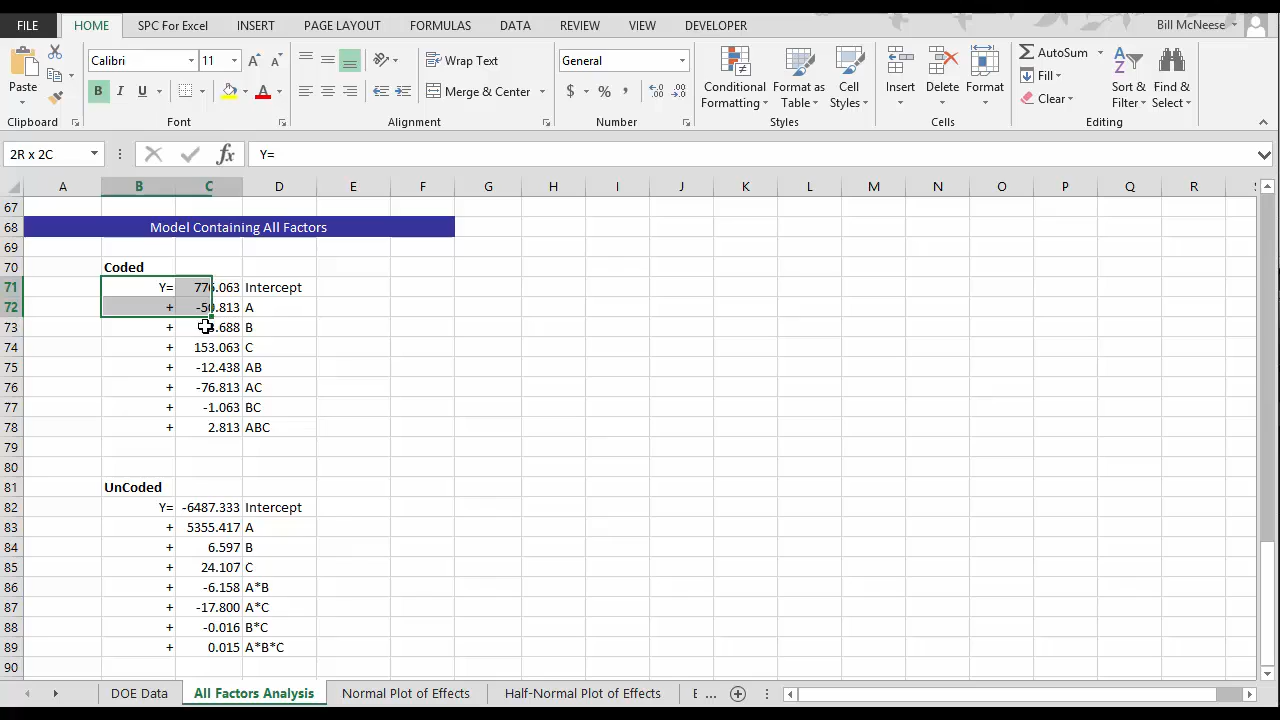 FILE HOME SPC For Excel INSERT PAGE LAYOUT FORMULAS DATA REVIEW VIEW DEVELOPER Bill McNeese
Calibri 11 Wrap Text General AutoSum
Paste B I U Merge & Center $ % , Conditional Formatting Format as Table Cell Styles Insert Delete Format Fill Clear Sort & Filter Find & Select
Clipboard Font Alignment Number Styles Cells Editing
2R x 2C fx Y=
A B C D E F G H I J K L M N O P Q R
67
68 Model Containing All Factors
69
70 Coded
71 Y= 776.063 Intercept
72 + -50.813 A
73 + .688 B
74 + 153.063 C
75 + -12.438 AB
76 + -76.813 AC
77 + -1.063 BC
78 + 2.813 ABC
79
80
81 UnCoded
82 Y= -6487.333 Intercept
83 + 5355.417 A
84 + 6.597 B
85 + 24.107 C
86 + -6.158 A*B
87 + -17.800 A*C
88 + -0.016 B*C
89 + 0.015 A*B*C
90
DOE Data All Factors Analysis Normal Plot of Effects Half-Normal Plot of Effects ...